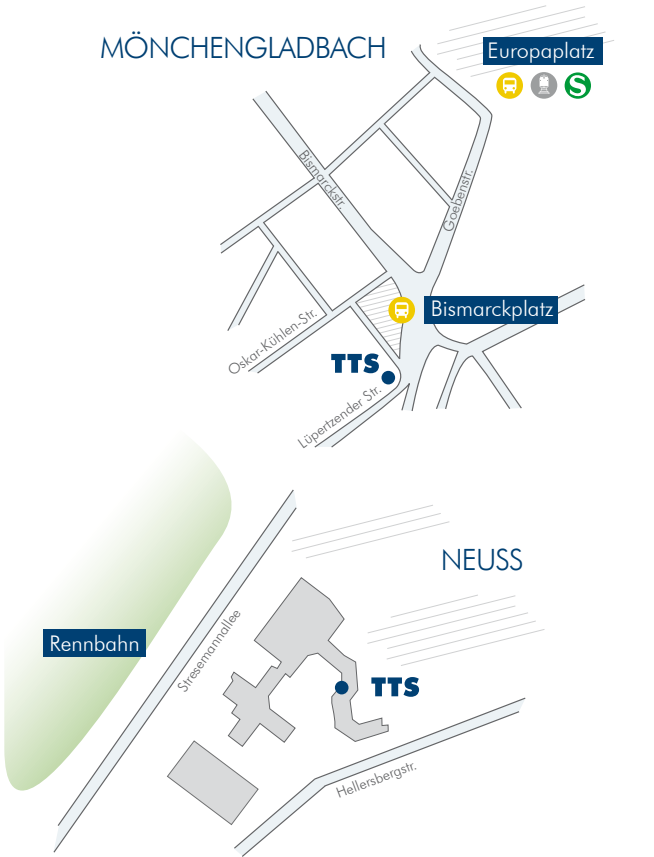 MÖNCHENGLADBACH
Europaplatz
S
Bismarckstr.
Goebenstr.
Bismarckplatz
Oskar-Kühlen-Str.
TTS
Lüpertzender Str.
NEUSS
Stresemannallee
Rennbahn
TTS
Hellersbergstr.